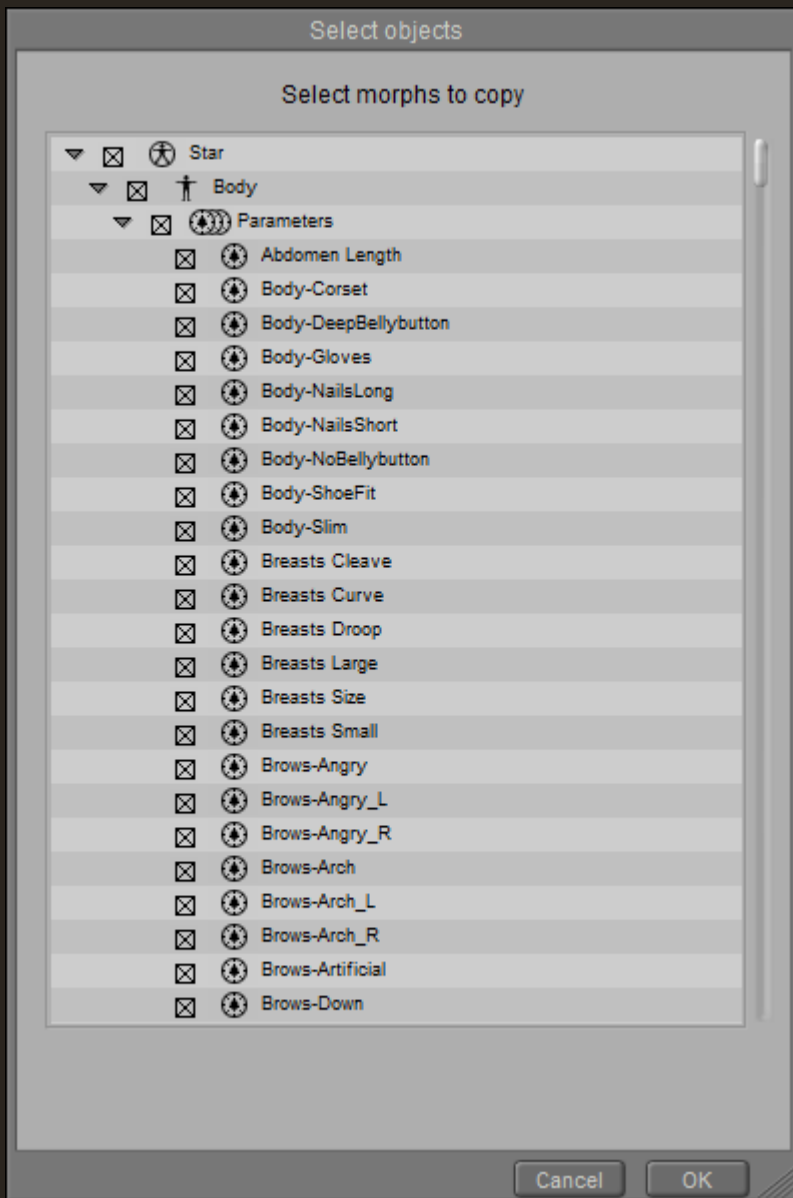 Select objects
Select morphs to copy
Star
Body
Parameters
Abdomen Length
Body-Corset
Body-DeepBellybutton
Body-Gloves
Body-NailsLong
Body-NailsShort
Body-NoBellybutton
Body-ShoeFit
Body-Slim
Breasts Cleave
Breasts Curve
Breasts Droop
Breasts Large
Breasts Size
Breasts Small
Brows-Angry
Brows-Angry_L
Brows-Angry_R
Brows-Arch
Brows-Arch_L
Brows-Arch_R
Brows-Artificial
Brows-Down
Cancel OK